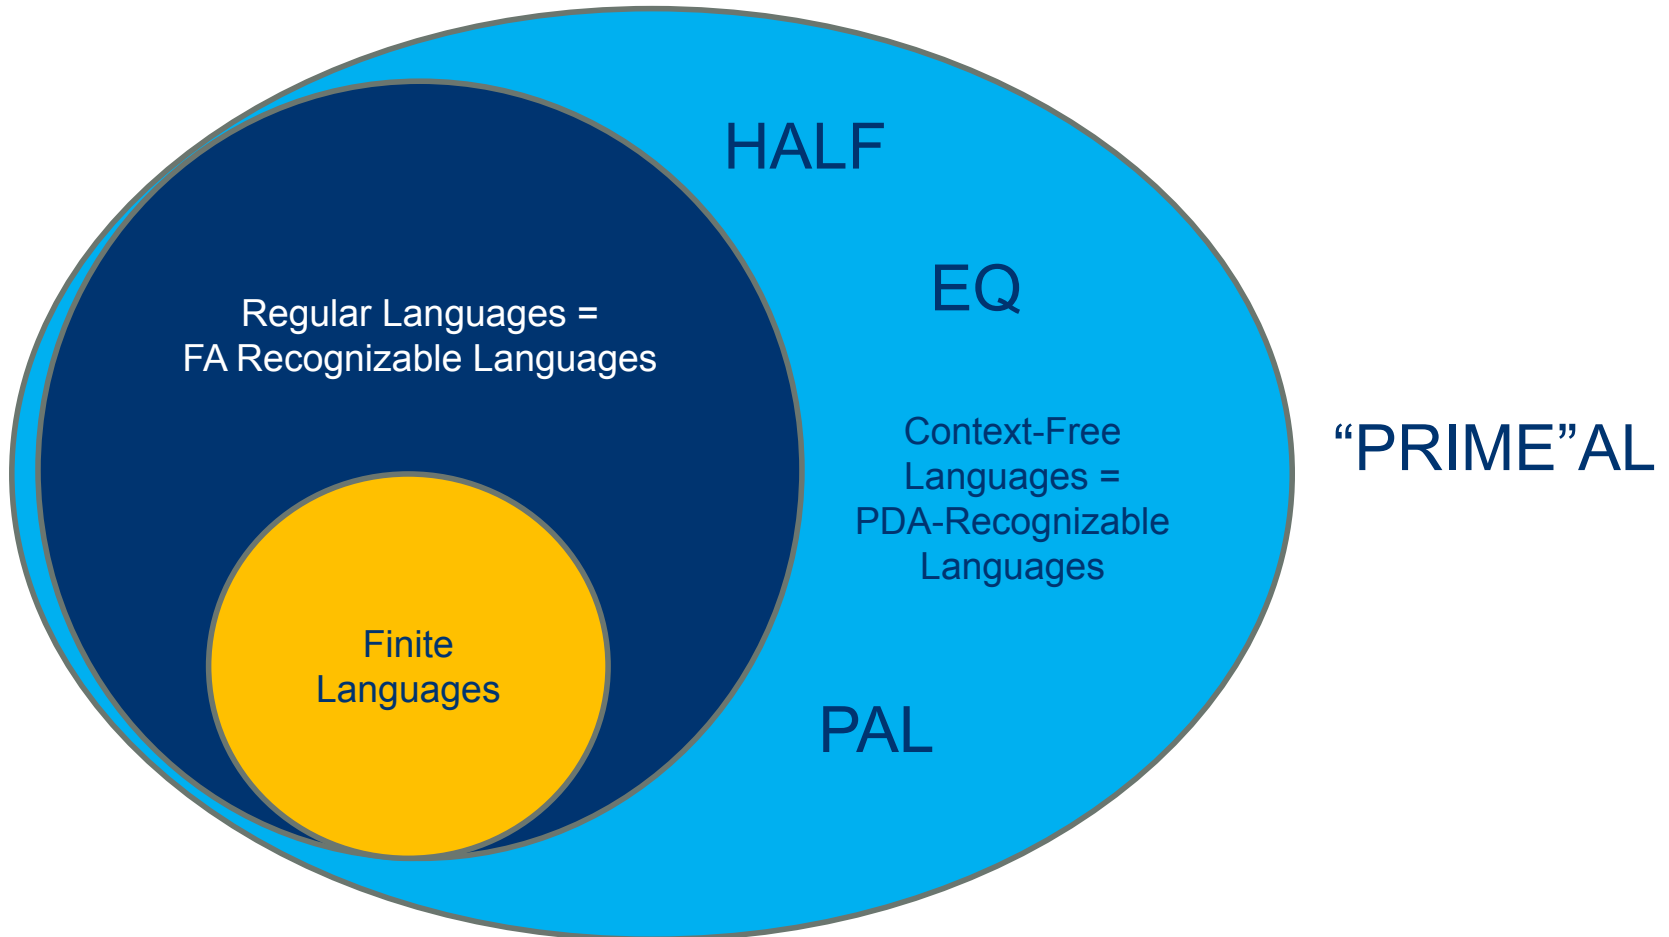 HALF
EQ
Regular Languages =
FA Recognizable Languages
Context-Free
Languages =
PDA-Recognizable
Languages
“PRIME”AL
Finite
Languages
PAL